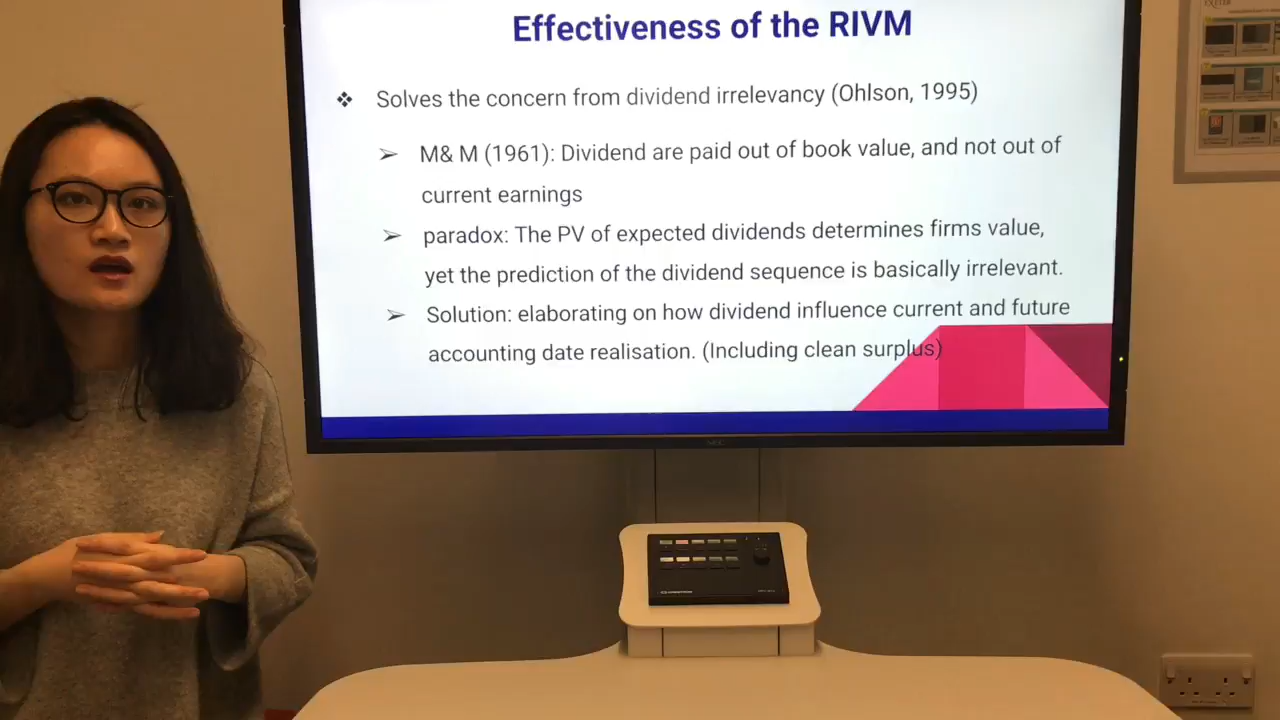 EXETER
Effectiveness of the RIVM
❖ Solves the concern from dividend irrelevancy (Ohlson, 1995)
➢ M& M (1961): Dividend are paid out of book value, and not out of
current earnings
➢ paradox: The PV of expected dividends determines firms value,
yet the prediction of the dividend sequence is basically irrelevant.
➢ Solution: elaborating on how dividend influence current and future
accounting date realisation. (Including clean surplus)
NEC